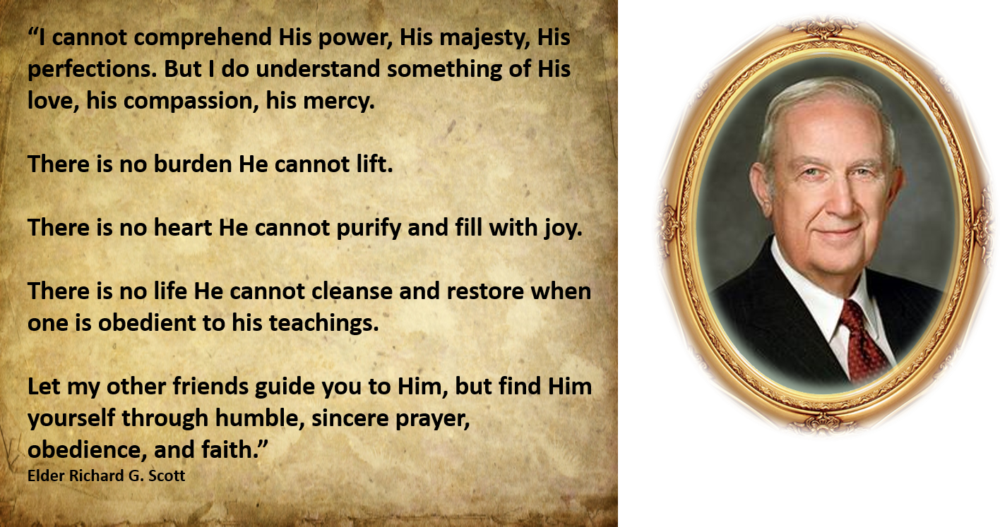 “I cannot comprehend His power, His majesty, His
perfections. But I do understand something of His
love, his compassion, his mercy.
There is no burden He cannot lift.
There is no heart He cannot purify and fill with joy.
There is no life He cannot cleanse and restore when
one is obedient to his teachings.
Let my other friends guide you to Him, but find Him
yourself through humble, sincere prayer,
obedience, and faith.”
Elder Richard G. Scott